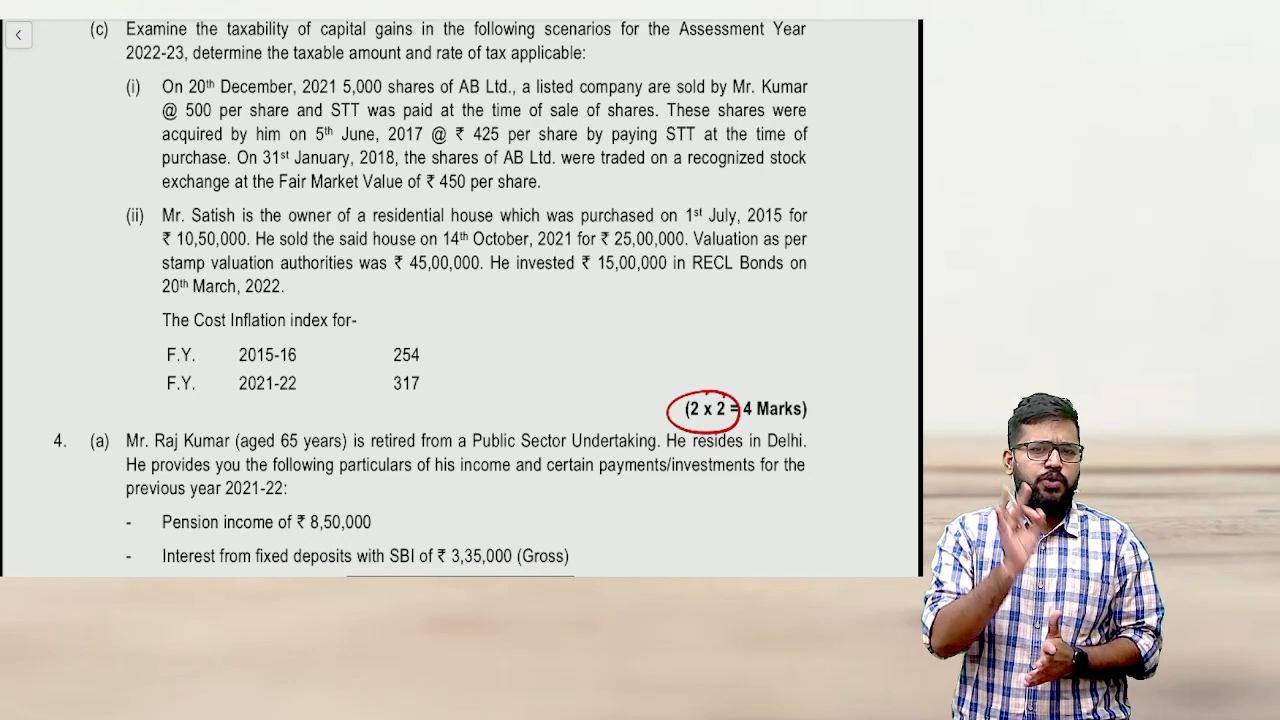 (c) Examine the taxability of capital gains in the following scenarios for the Assessment Year
2022-23, determine the taxable amount and rate of tax applicable:
(i) On 20th December, 2021 5,000 shares of AB Ltd., a listed company are sold by Mr. Kumar
@ 500 per share and STT was paid at the time of sale of shares. These shares were
acquired by him on 5th June, 2017 @ ₹ 425 per share by paying STT at the time of
purchase. On 31st January, 2018, the shares of AB Ltd. were traded on a recognized stock
exchange at the Fair Market Value of ₹ 450 per share.
(ii) Mr. Satish is the owner of a residential house which was purchased on 1st July, 2015 for
₹ 10,50,000. He sold the said house on 14th October, 2021 for ₹ 25,00,000. Valuation as per
stamp valuation authorities was ₹ 45,00,000. He invested ₹ 15,00,000 in RECL Bonds on
20th March, 2022.
The Cost Inflation index for-
F.Y. 2015-16 254
F.Y. 2021-22 317
(2 x 2 = 4 Marks)
4. (a) Mr. Raj Kumar (aged 65 years) is retired from a Public Sector Undertaking. He resides in Delhi.
He provides you the following particulars of his income and certain payments/investments for the
previous year 2021-22:
- Pension income of ₹ 8,50,000
- Interest from fixed deposits with SBI of ₹ 3,35,000 (Gross)